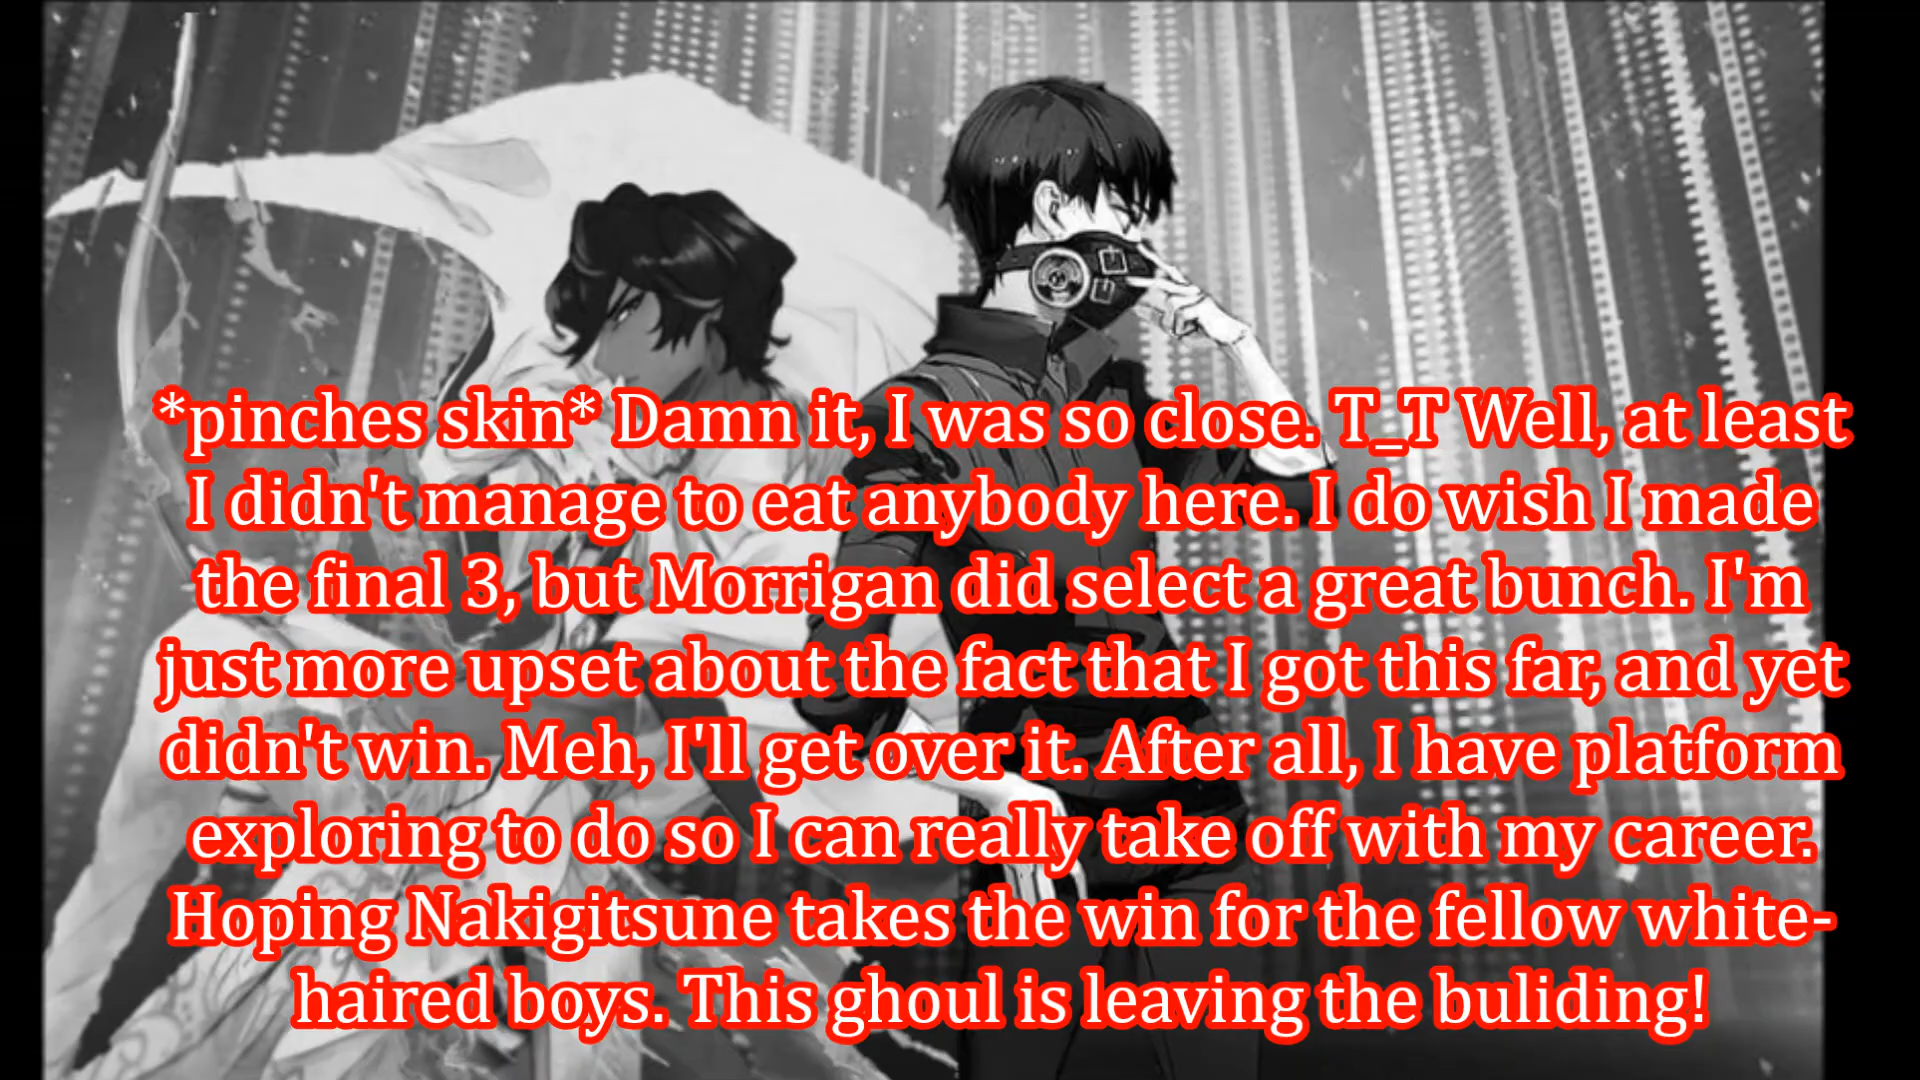 *pinches skin* Damn it, I was so close. T_T Well, at least
I didn't manage to eat anybody here. I do wish I made
the final 3, but Morrigan did select a great bunch. I'm
just more upset about the fact that I got this far, and yet
didn't win. Meh, I'll get over it. After all, I have platform
exploring to do so I can really take off with my career.
Hoping Nakigitsune takes the win for the fellow white-
haired boys. This ghoul is leaving the buliding!